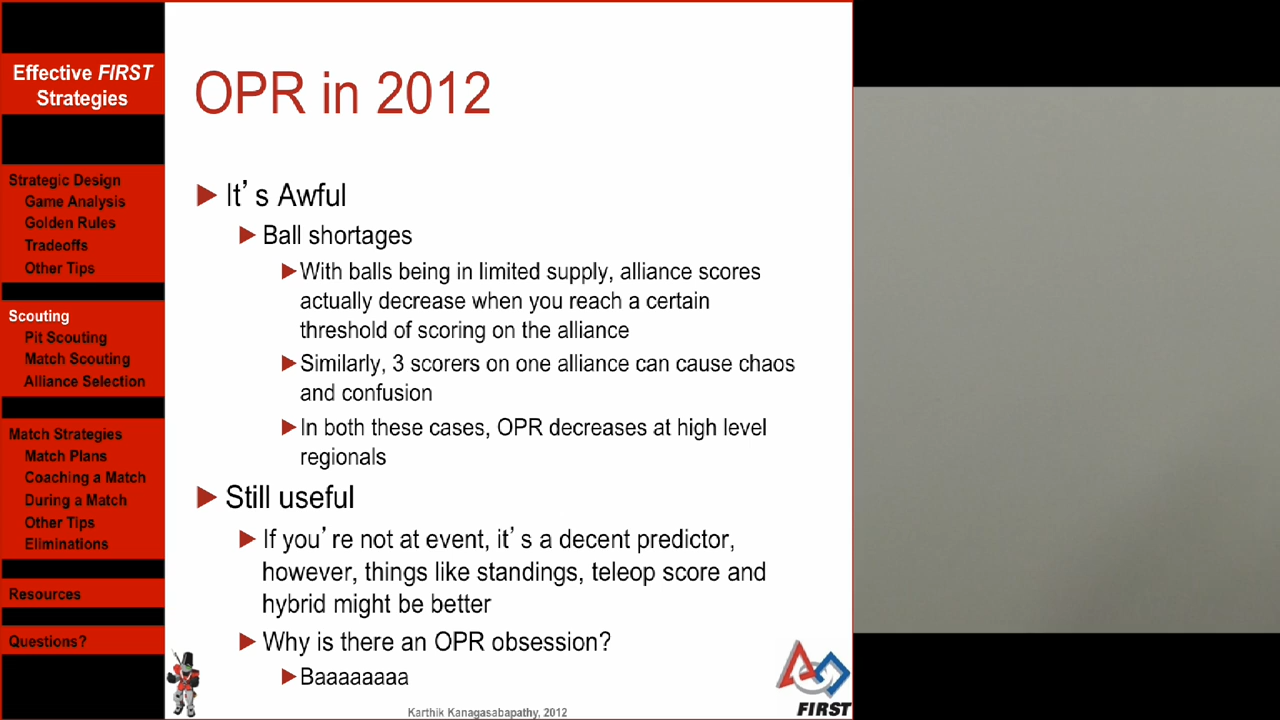 Effective FIRST
Strategies
Strategic Design
Game Analysis
Golden Rules
Tradeoffs
Other Tips
Scouting
Pit Scouting
Match Scouting
Alliance Selection
Match Strategies
Match Plans
Coaching a Match
During a Match
Other Tips
Eliminations
Resources
Questions?
OPR in 2012
It's Awful
Ball shortages
With balls being in limited supply, alliance scores
actually decrease when you reach a certain
threshold of scoring on the alliance
Similarly, 3 scorers on one alliance can cause chaos
and confusion
In both these cases, OPR decreases at high level
regionals
Still useful
If you're not at event, it's a decent predictor,
however, things like standings, teleop score and
hybrid might be better
Why is there an OPR obsession?
Baaaaaaaa
Karthik Kanagasabapathy, 2012
FIRST